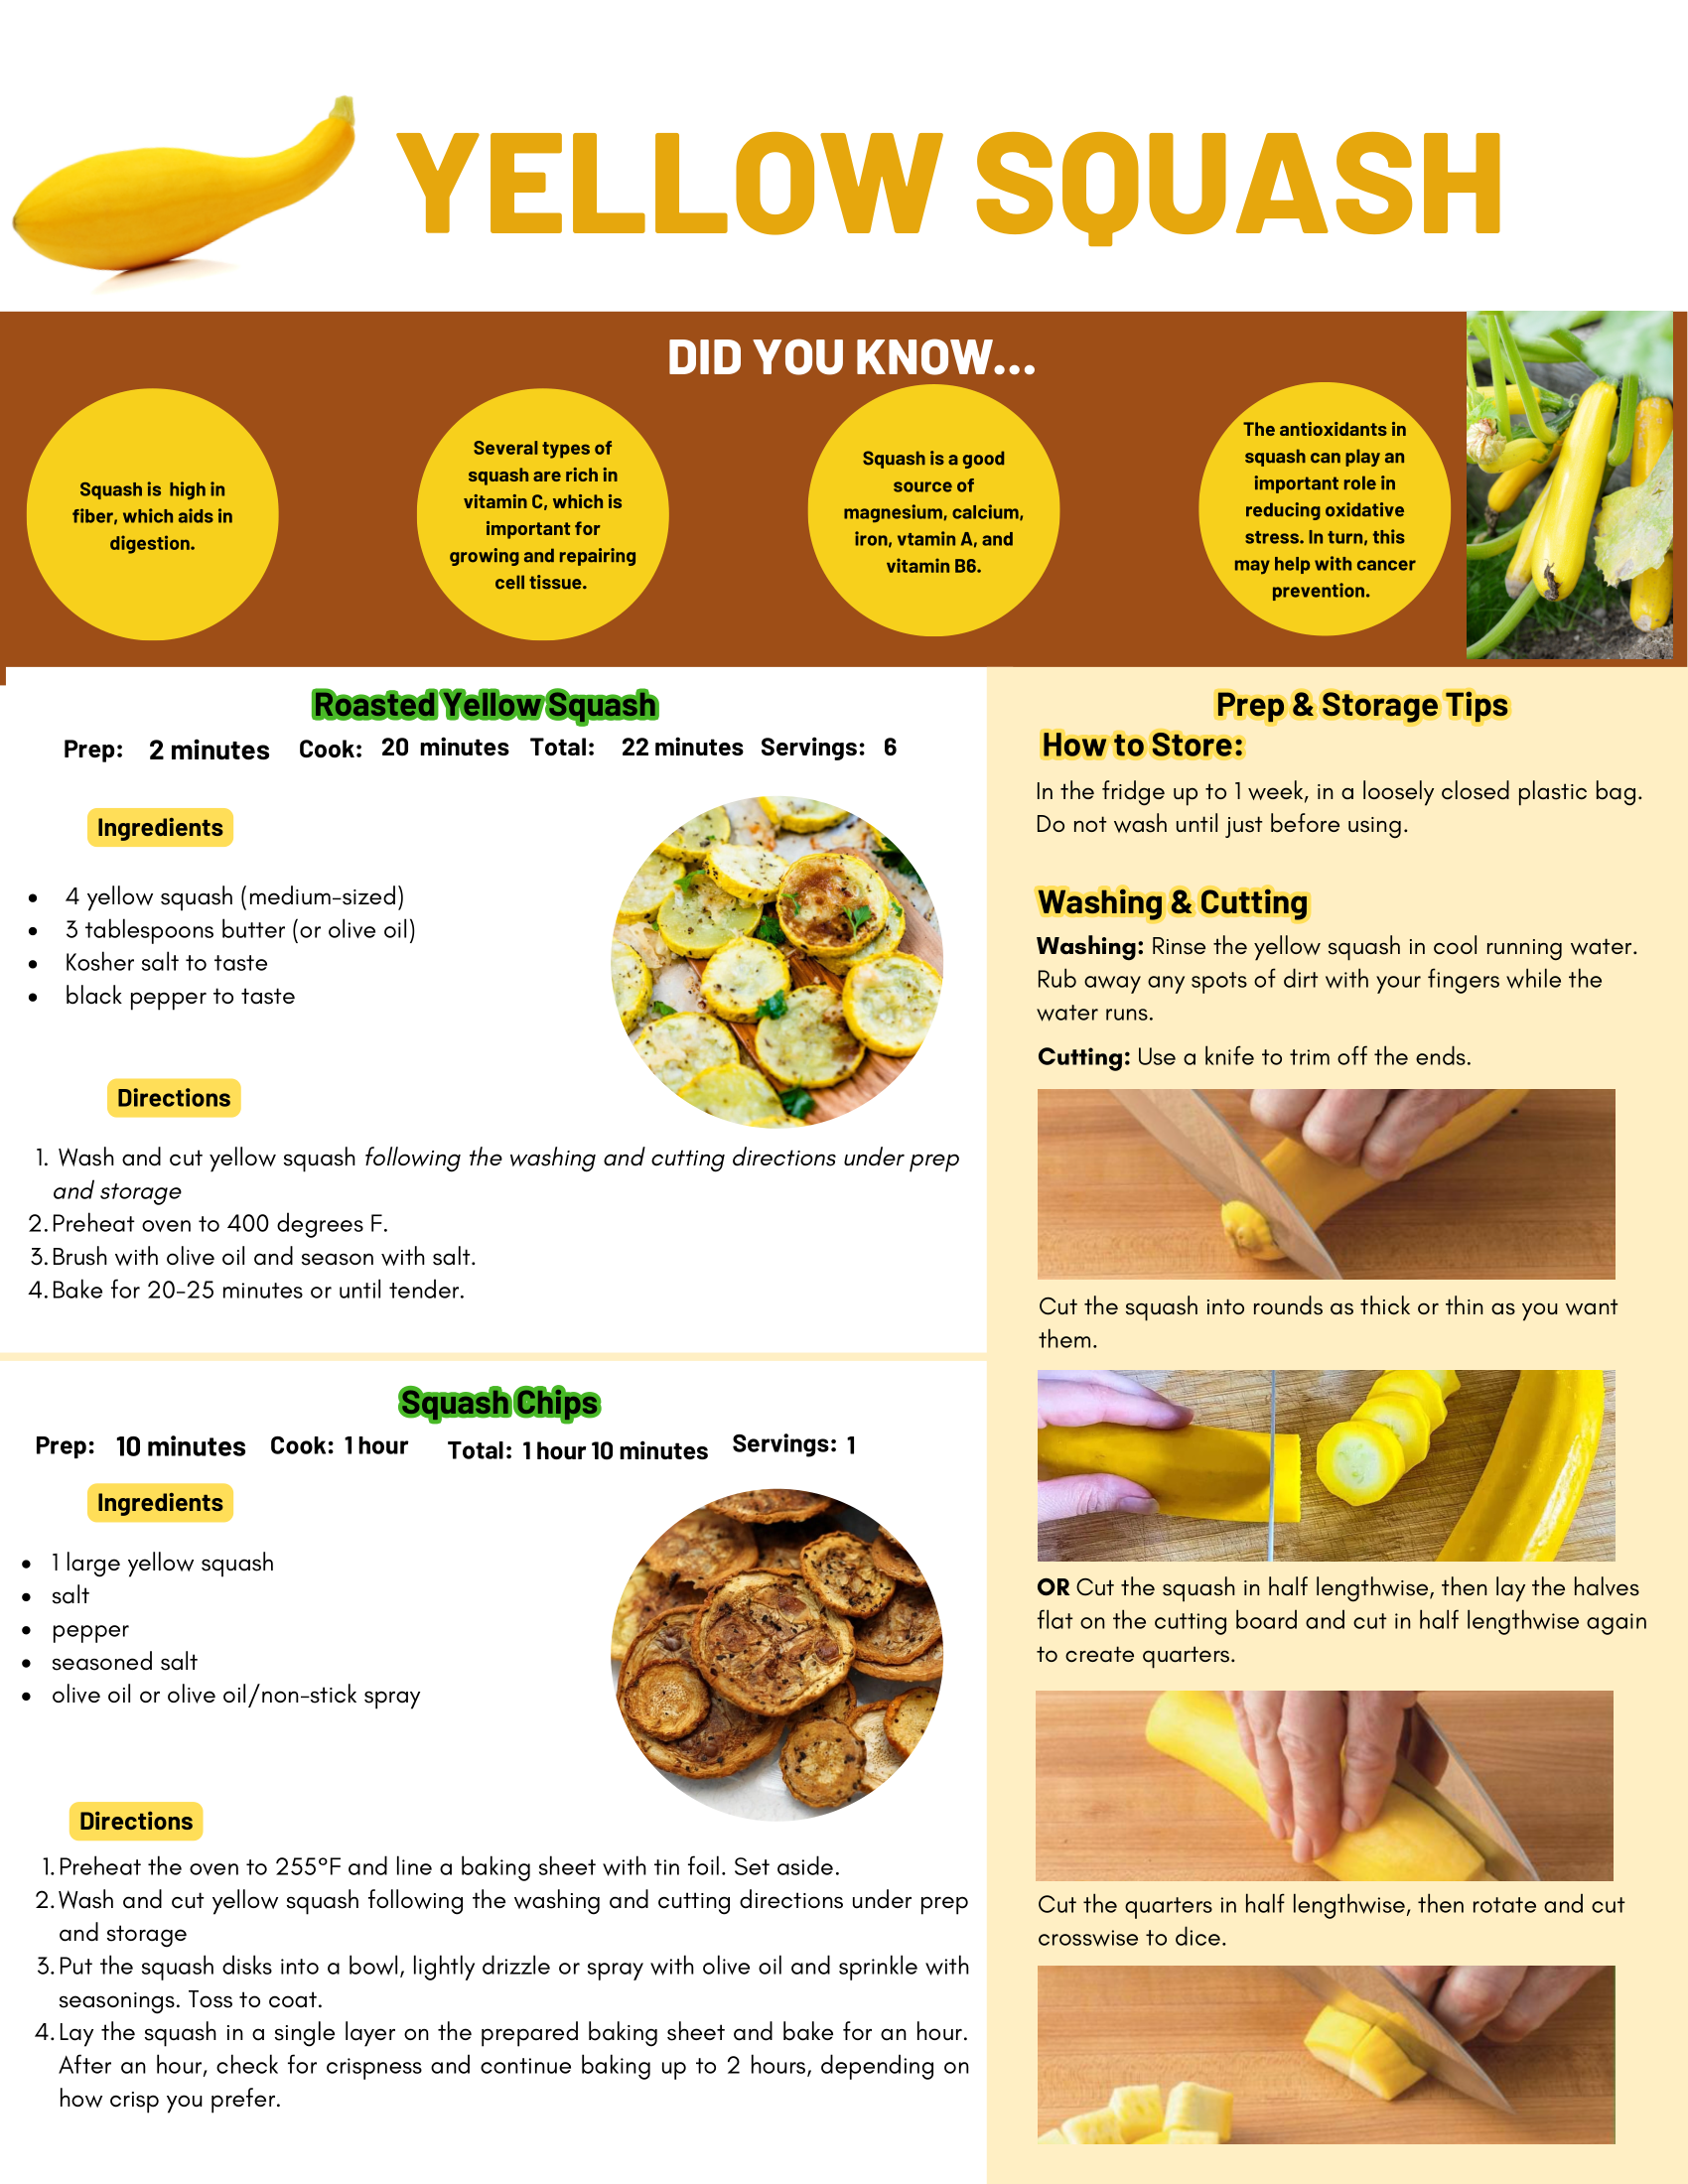 YELLOW SQUASH
DID YOU KNOW...
Squash is high in
fiber, which aids in
digestion.
Several types of
squash are rich in
vitamin C, which is
important for
growing and repairing
cell tissue.
Squash is a good
source of
magnesium, calcium,
iron, vtamin A, and
vitamin B6.
The antioxidants in
squash can play an
important role in
reducing oxidative
stress. In turn, this
may help with cancer
prevention.
Roasted Yellow Squash
Prep: 2 minutes Cook: 20 minutes Total: 22 minutes Servings: 6
Ingredients
• 4 yellow squash (medium-sized)
• 3 tablespoons butter (or olive oil)
• Kosher salt to taste
• black pepper to taste
Directions
1. Wash and cut yellow squash following the washing and cutting directions under prep
and storage
2. Preheat oven to 400 degrees F.
3. Brush with olive oil and season with salt.
4. Bake for 20-25 minutes or until tender.
Squash Chips
Prep: 10 minutes Cook: 1 hour Total: 1 hour 10 minutes Servings: 1
Ingredients
• 1 large yellow squash
• salt
• pepper
• seasoned salt
• olive oil or olive oil/non-stick spray
Directions
1. Preheat the oven to 255°F and line a baking sheet with tin foil. Set aside.
2. Wash and cut yellow squash following the washing and cutting directions under prep
and storage
3. Put the squash disks into a bowl, lightly drizzle or spray with olive oil and sprinkle with
seasonings. Toss to coat.
4. Lay the squash in a single layer on the prepared baking sheet and bake for an hour.
After an hour, check for crispness and continue baking up to 2 hours, depending on
how crisp you prefer.
Prep & Storage Tips
How to Store:
In the fridge up to 1 week, in a loosely closed plastic bag.
Do not wash until just before using.
Washing & Cutting
Washing: Rinse the yellow squash in cool running water.
Rub away any spots of dirt with your fingers while the
water runs.
Cutting: Use a knife to trim off the ends.
Cut the squash into rounds as thick or thin as you want
them.
OR Cut the squash in half lengthwise, then lay the halves
flat on the cutting board and cut in half lengthwise again
to create quarters.
Cut the quarters in half lengthwise, then rotate and cut
crosswise to dice.